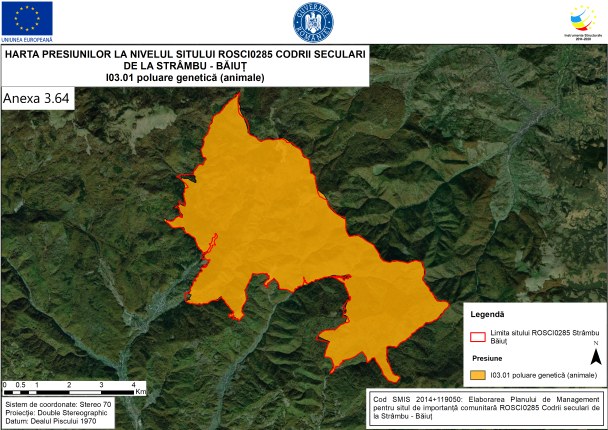 UNIUNEA EUROPEANĂ
GUVERNUL ROMÂNIEI
Instrumente Structurale
2014-2020
HARTA PRESIUNILOR LA NIVELUL SITULUI ROSCI0285 CODRII SECULARI
DE LA STRÂMBU - BĂIUȚ
I03.01 poluare genetică (animale)
Anexa 3.64
Legendă
Limita sitului ROSCI0285 Strâmbu
Băiuț
Presiune
N
I03.01 poluare genetică (animale)
0 0.5 1 2 3 4
Km
Sistem de coordonate: Stereo 70
Proiecție: Double Stereographic
Datum: Dealul Piscului 1970
Cod SMIS 2014+119050: Elaborarea Planului de Management
pentru situl de importanță comunitară ROSCI0285 Codrii seculari de
la Strâmbu - Băiuț